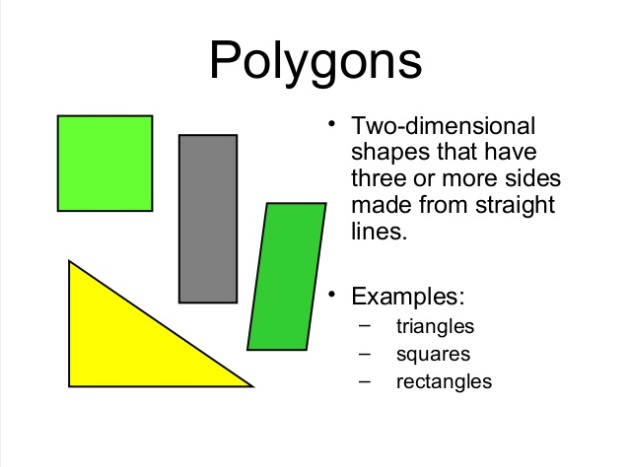 Polygons
• Two-dimensional
shapes that have
three or more sides
made from straight
lines.
• Examples:
– triangles
– squares
– rectangles